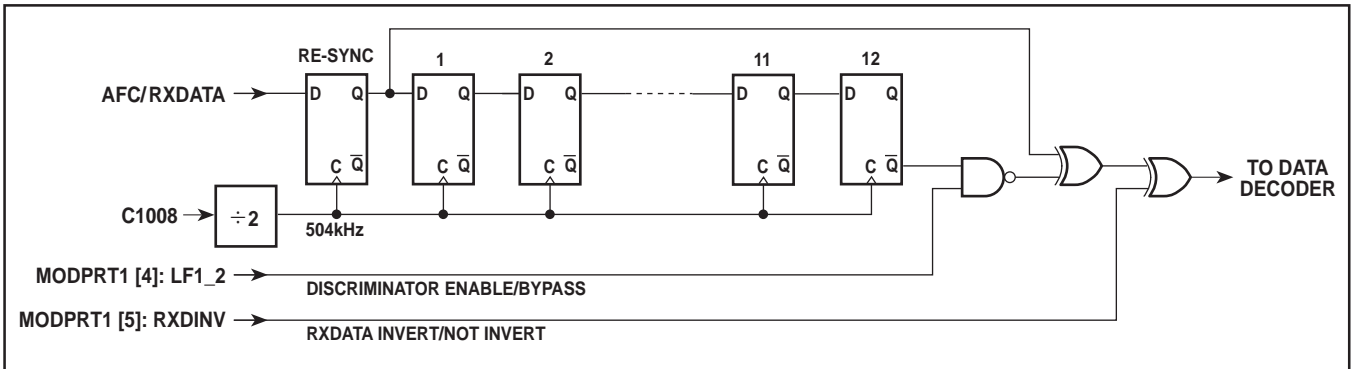 RE-SYNC
1
2
11
12
AFC/RXDATA
D Q D Q D Q D Q D Q
C Q̅ C Q̅ C Q̅ C Q̅ C Q̅
TO DATA
DECODER
C1008
÷2
504kHz
MODPRT1 [4]: LF1_2
DISCRIMINATOR ENABLE/BYPASS
MODPRT1 [5]: RXDINV
RXDATA INVERT/NOT INVERT